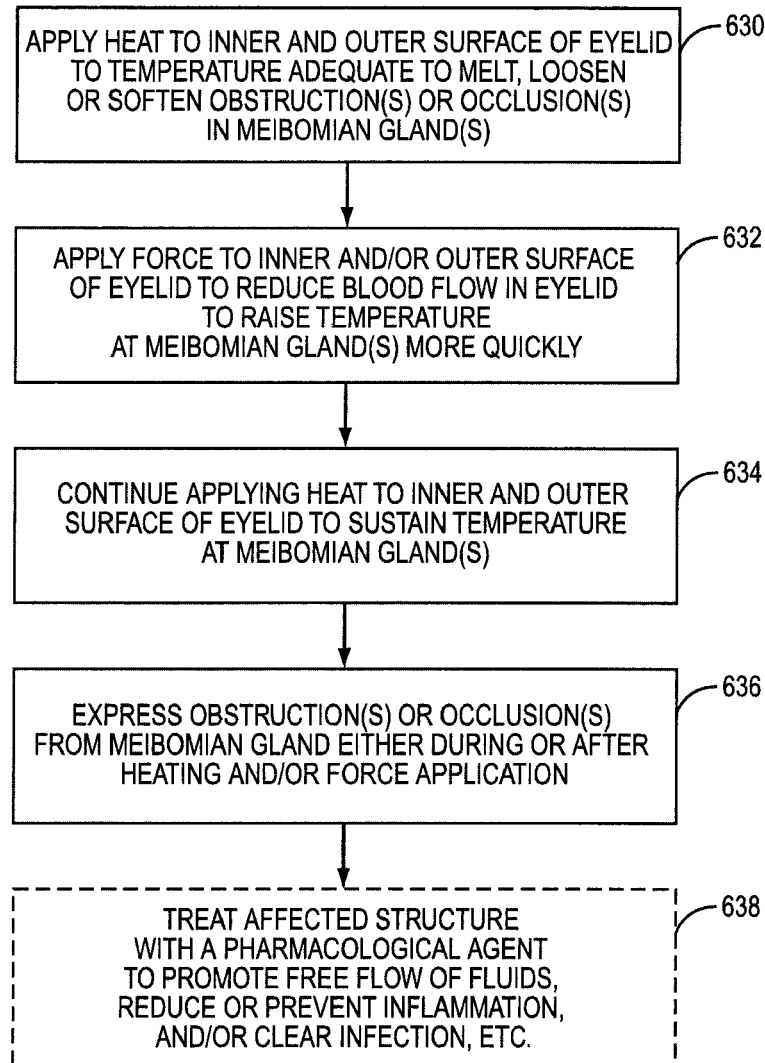 APPLY HEAT TO INNER AND OUTER SURFACE OF EYELID
TO TEMPERATURE ADEQUATE TO MELT, LOOSEN
OR SOFTEN OBSTRUCTION(S) OR OCCLUSION(S)
IN MEIBOMIAN GLAND(S)
630
APPLY FORCE TO INNER AND/OR OUTER SURFACE
OF EYELID TO REDUCE BLOOD FLOW IN EYELID
TO RAISE TEMPERATURE
AT MEIBOMIAN GLAND(S) MORE QUICKLY
632
CONTINUE APPLYING HEAT TO INNER AND OUTER
SURFACE OF EYELID TO SUSTAIN TEMPERATURE
AT MEIBOMIAN GLAND(S)
634
EXPRESS OBSTRUCTION(S) OR OCCLUSION(S)
FROM MEIBOMIAN GLAND EITHER DURING OR AFTER
HEATING AND/OR FORCE APPLICATION
636
TREAT AFFECTED STRUCTURE
WITH A PHARMACOLOGICAL AGENT
TO PROMOTE FREE FLOW OF FLUIDS,
REDUCE OR PREVENT INFLAMMATION,
AND/OR CLEAR INFECTION, ETC.
638